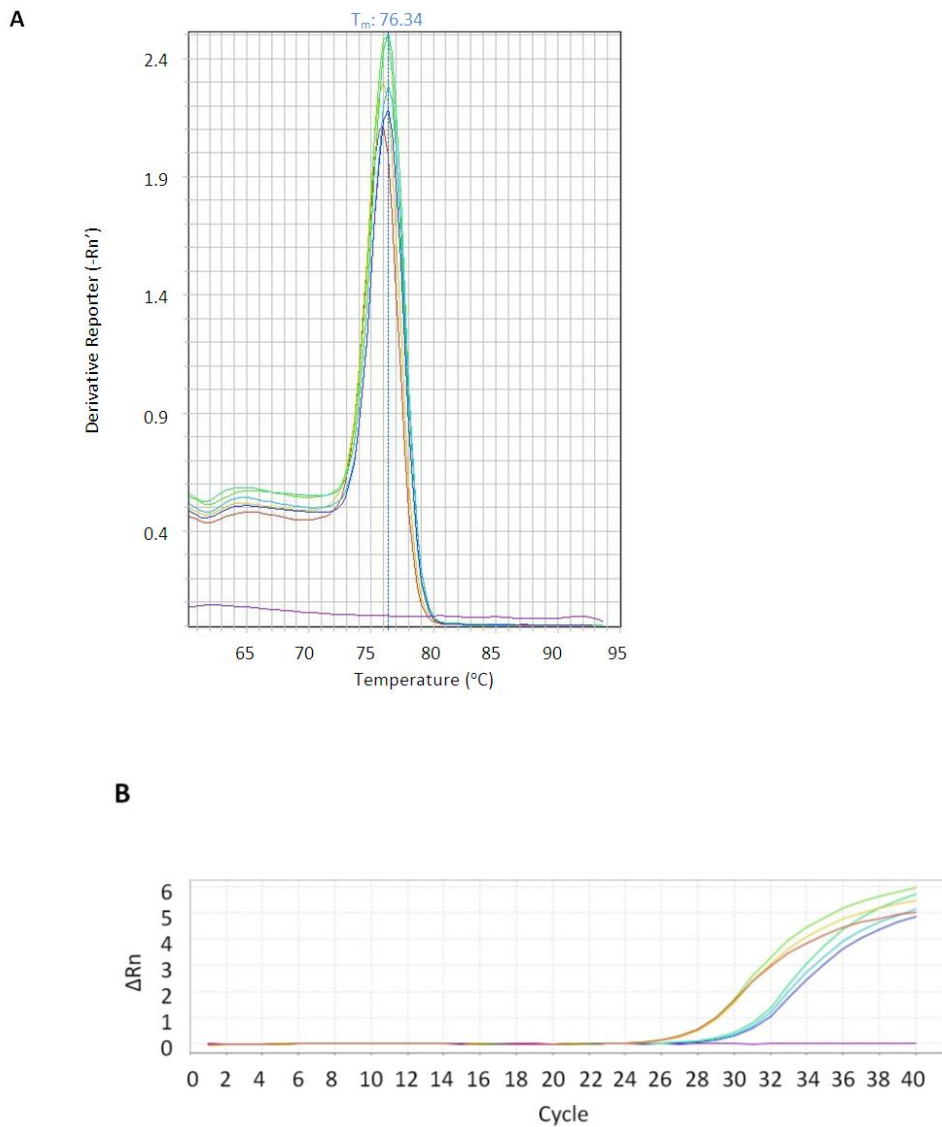 A
Tm: 76.34
2.4
1.9
1.4
0.9
0.4
Derivative Reporter (-Rn')
65 70 75 80 85 90 95
Temperature (°C)
B
6
5
4
3
2
1
0
ΔRn
0 2 4 6 8 10 12 14 16 18 20 22 24 26 28 30 32 34 36 38 40
Cycle